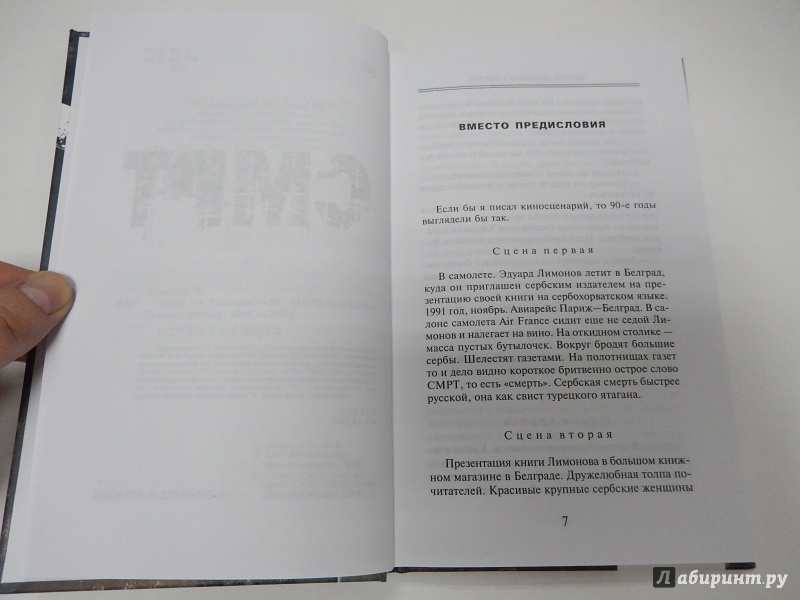 СМРТ
ВМЕСТО ПРЕДИСЛОВИЯ
Если бы я писал киносценарий, то 90-е годы
выглядели бы так.
Сцена первая
В самолете. Эдуард Лимонов летит в Белград,
куда он приглашен сербским издателем на пре-
зентацию своей книги на сербохорватском языке.
1991 год, ноябрь. Авиарейс Париж—Белград. В са-
лоне самолета Air France сидит еще не седой Ли-
монов и налегает на вино. На откидном столике —
масса пустых бутылочек. Вокруг бродят большие
сербы. Шелестят газетами. На полотнищах газет
то и дело видно короткое бритвенно острое слово
СМРТ, то есть «смерть». Сербская смерть быстрее
русской, она как свист турецкого ятагана.
Сцена вторая
Презентация книги Лимонова в большом книж-
ном магазине в Белграде. Дружелюбная толпа по-
читателей. Красивые крупные сербские женщины
7
Лабиринт.ру